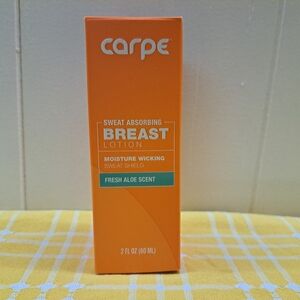 carpe
SWEAT ABSORBING
BREAST
LOTION
MOISTURE WICKING
SWEAT SHIELD
FRESH ALOE SCENT
2 FL OZ (60 ML)